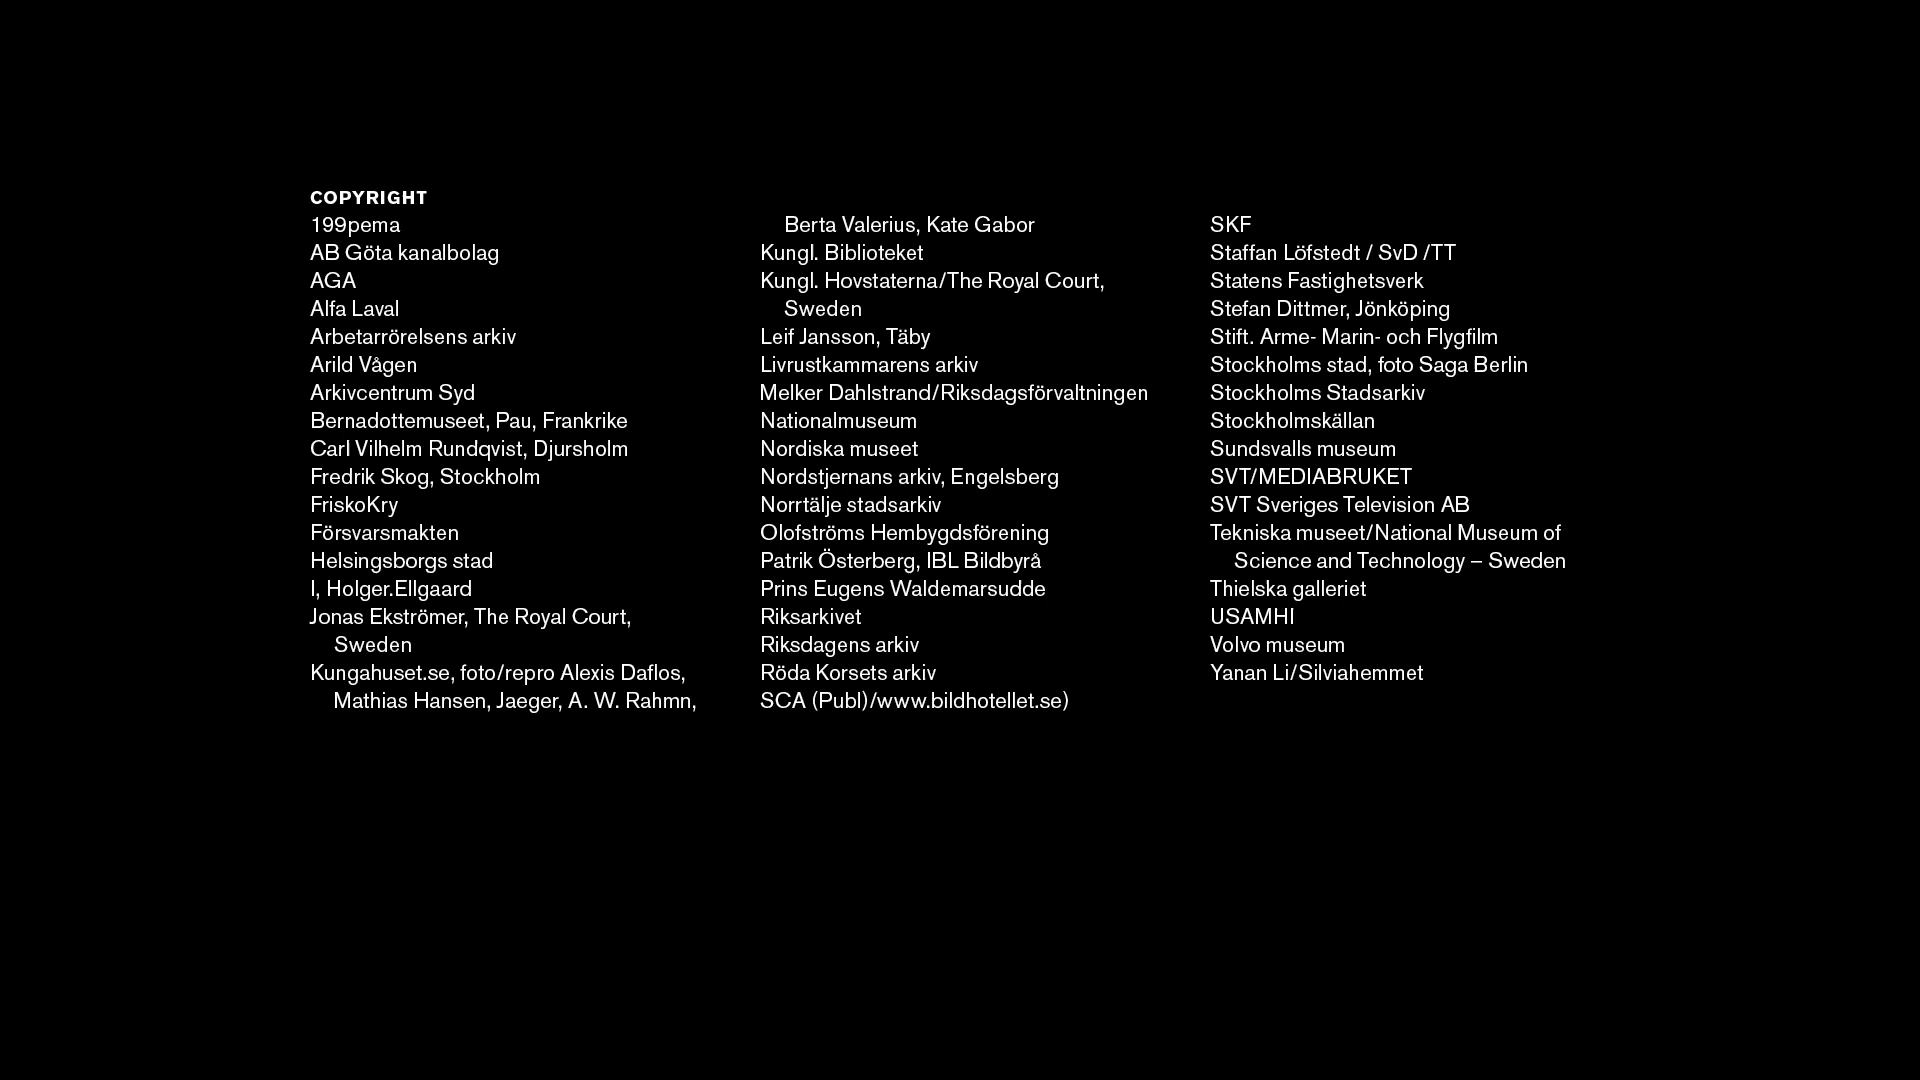 COPYRIGHT
199pema
AB Göta kanalbolag
AGA
Alfa Laval
Arbetarrörelsens arkiv
Arild Vågen
Arkivcentrum Syd
Bernadottemuseet, Pau, Frankrike
Carl Vilhelm Rundqvist, Djursholm
Fredrik Skog, Stockholm
FriskoKry
Försvarsmakten
Helsingsborgs stad
I, Holger.Ellgaard
Jonas Ekströmer, The Royal Court,
Sweden
Kungahuset.se, foto/repro Alexis Daflos,
Mathias Hansen, Jaeger, A. W. Rahmn,
Berta Valerius, Kate Gabor
Kungl. Biblioteket
Kungl. Hovstaterna/The Royal Court,
Sweden
Leif Jansson, Täby
Livrustkammarens arkiv
Melker Dahlstrand/Riksdagsförvaltningen
Nationalmuseum
Nordiska museet
Nordstjernans arkiv, Engelsberg
Norrtälje stadsarkiv
Olofströms Hembygdsförening
Patrik Österberg, IBL Bildbyrå
Prins Eugens Waldemarsudde
Riksarkivet
Riksdagens arkiv
Röda Korsets arkiv
SCA (Publ)/www.bildhotellet.se)
SKF
Staffan Löfstedt / SvD /TT
Statens Fastighetsverk
Stefan Dittmer, Jönköping
Stift. Arme- Marin- och Flygfilm
Stockholms stad, foto Saga Berlin
Stockholms Stadsarkiv
Stockholmskällan
Sundsvalls museum
SVT/MEDIABRUKET
SVT Sveriges Television AB
Tekniska museet/National Museum of
Science and Technology – Sweden
Thielska galleriet
USAMHI
Volvo museum
Yanan Li/Silviahemmet